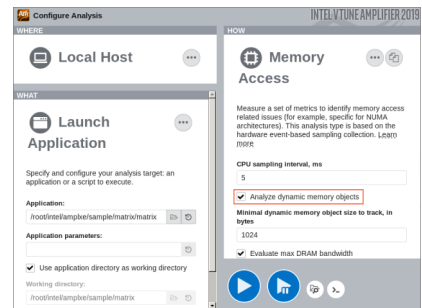 Configure Analysis
INTEL VTUNE AMPLIFIER 2019
WHERE
Local Host
WHAT
Launch
Application
Specify and configure your analysis target: an
application or a script to execute.
Application:
/root/intel/amplxe/sample/matrix/matrix
Application parameters:
Use application directory as working directory
Working directory:
/root/intel/amplxe/sample/matrix
HOW
Memory
Access
Measure a set of metrics to identify memory access
related issues (for example, specific for NUMA
architectures). This analysis type is based on the
hardware event-based sampling collection. Learn
more
CPU sampling interval, ms
5
Analyze dynamic memory objects
Minimal dynamic memory object size to track, in
bytes
1024
Evaluate max DRAM bandwidth